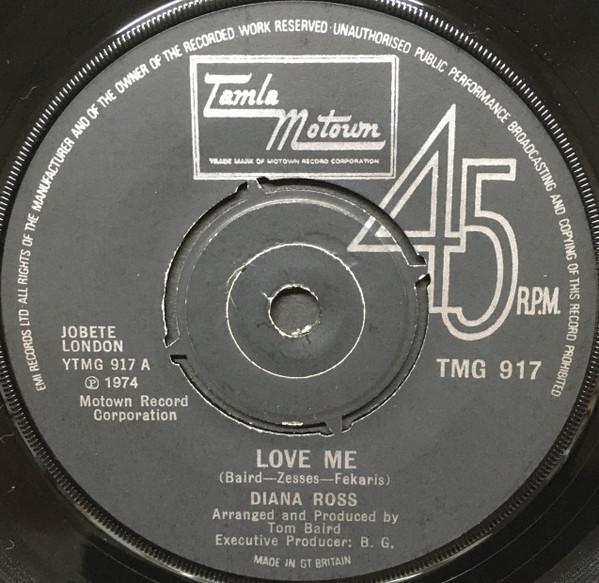 EMI RECORDS LTD · ALL RIGHTS OF THE MANUFACTURER AND OF THE OWNER OF THE RECORDED WORK RESERVED · UNAUTHORISED PUBLIC PERFORMANCE BROADCASTING AND COPYING OF THIS RECORD PROHIBITED
Tamla
Motown
TRADE MARK OF MOTOWN RECORD CORPORATION
45
R.P.M.
JOBETE
LONDON
YTMG 917 A
℗ 1974
Motown Record
Corporation
TMG 917
LOVE ME
(Baird—Zesses—Fekaris)
DIANA ROSS
Arranged and Produced by
Tom Baird
Executive Producer: B. G.
MADE IN GT BRITAIN